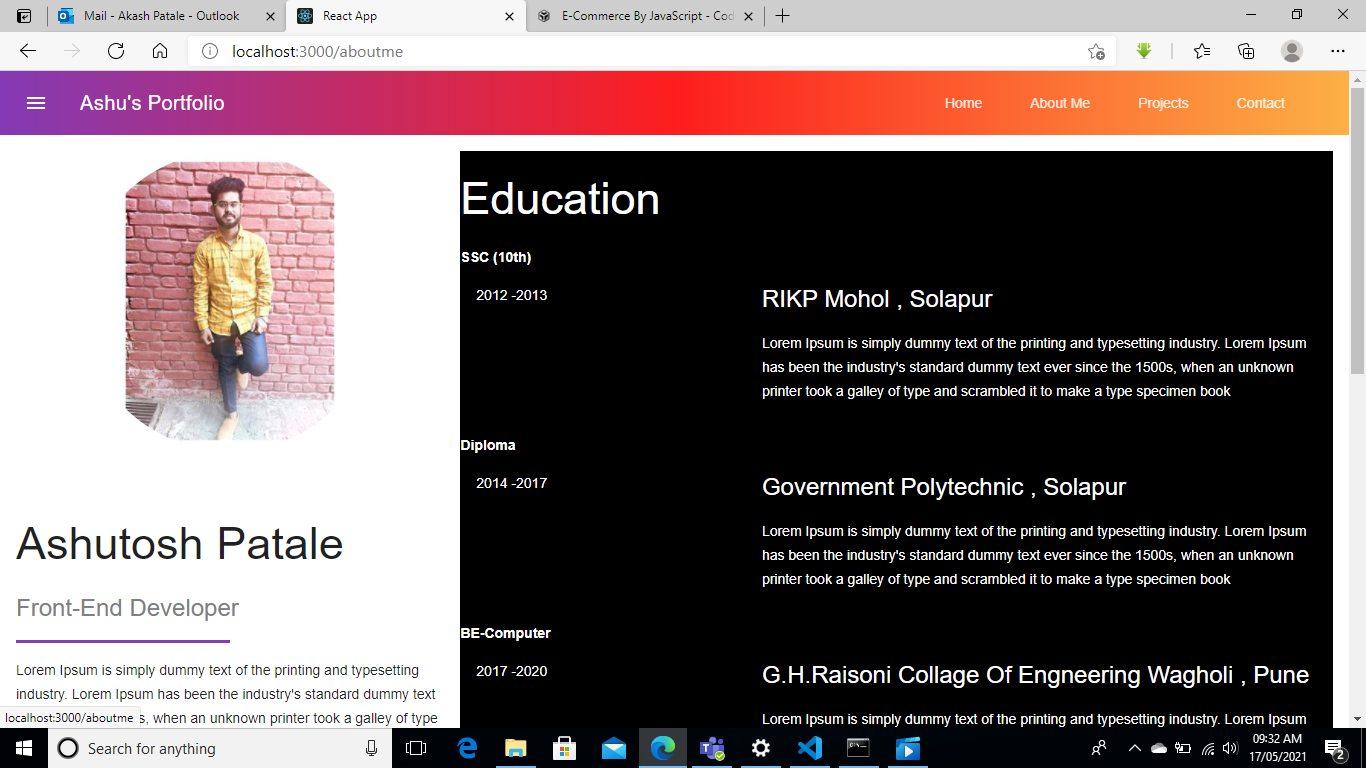 Mail - Akash Patale - Outlook
React App
E-Commerce By JavaScript - Cod
localhost:3000/aboutme
Ashu's Portfolio
Home
About Me
Projects
Contact
Ashutosh Patale
Front-End Developer
Lorem Ipsum is simply dummy text of the printing and typesetting
industry. Lorem Ipsum has been the industry's standard dummy text
s, when an unknown printer took a galley of type
localhost:3000/aboutme
Education
SSC (10th)
2012 -2013
RIKP Mohol , Solapur
Lorem Ipsum is simply dummy text of the printing and typesetting industry. Lorem Ipsum
has been the industry's standard dummy text ever since the 1500s, when an unknown
printer took a galley of type and scrambled it to make a type specimen book
Diploma
2014 -2017
Government Polytechnic , Solapur
Lorem Ipsum is simply dummy text of the printing and typesetting industry. Lorem Ipsum
has been the industry's standard dummy text ever since the 1500s, when an unknown
printer took a galley of type and scrambled it to make a type specimen book
BE-Computer
2017 -2020
G.H.Raisoni Collage Of Engneering Wagholi , Pune
Lorem Ipsum is simply dummy text of the printing and typesetting industry. Lorem Ipsum
Search for anything
09:32 AM
17/05/2021
2